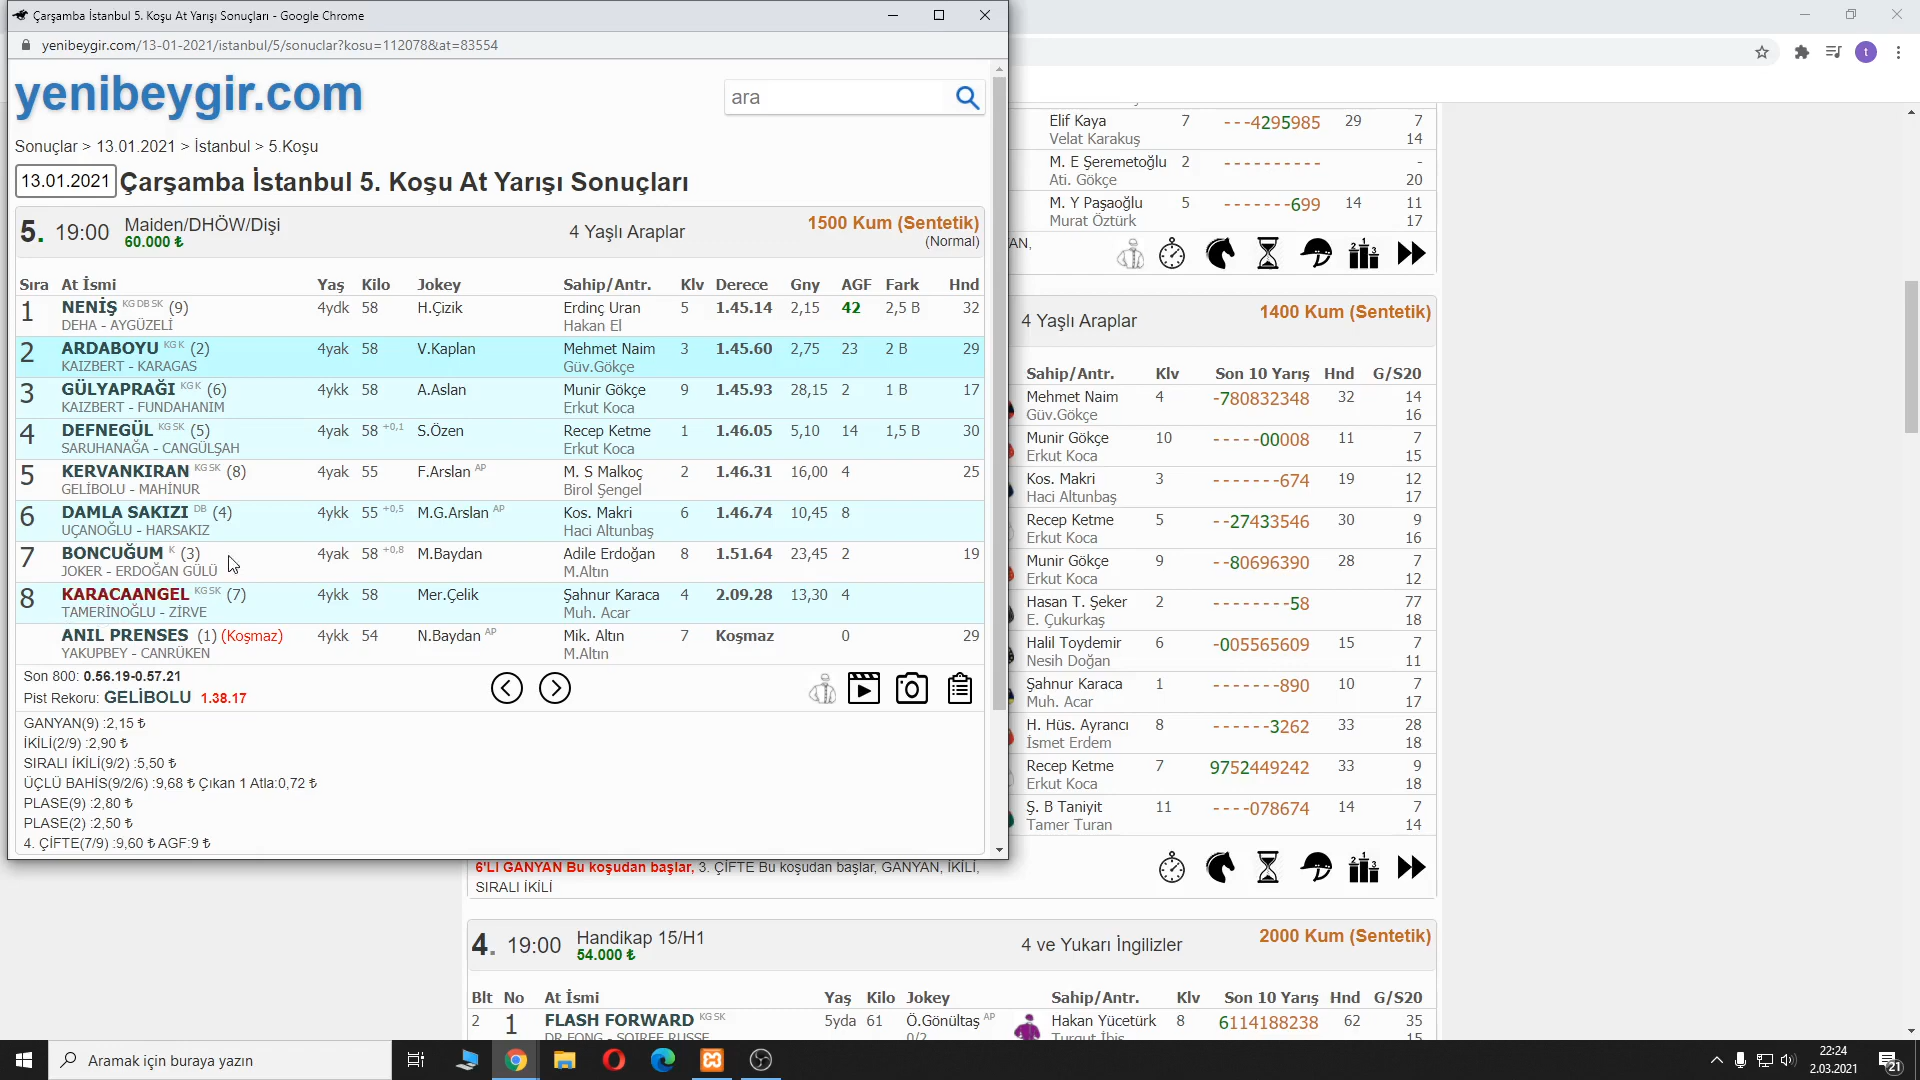 Çarşamba İstanbul 5. Koşu At Yarışı Sonuçları - Google Chrome
yenibeygir.com/13-01-2021/istanbul/5/sonuclar?kosu=112078&at=83554
yenibeygir.com
ara
Sonuçlar > 13.01.2021 > İstanbul > 5.Koşu
13.01.2021 Çarşamba İstanbul 5. Koşu At Yarışı Sonuçları
5. 19:00 Maiden/DHÖW/Dişi 4 Yaşlı Araplar 1500 Kum (Sentetik)
60.000 ₺ (Normal)
Sıra At İsmi Yaş Kilo Jokey Sahip/Antr. Klv Derece Gny AGF Fark Hnd
1 NENİŞ KG DB SK (9) 4ydk 58 H.Çizik Erdinç Uran 5 1.45.14 2,15 42 2,5 B 32
DEHA - AYGÜZELİ Hakan El
2 ARDABOYU KG K (2) 4yak 58 V.Kaplan Mehmet Naim 3 1.45.60 2,75 23 2 B 29
KAIZBERT - KARAGAS Güv.Gökçe
3 GÜLYAPRAĞI KG K (6) 4ykk 58 A.Aslan Munir Gökçe 9 1.45.93 28,15 2 1 B 17
KAIZBERT - FUNDAHANIM Erkut Koca
4 DEFNEGÜL KG SK (5) 4yak 58 +0,1 S.Özen Recep Ketme 1 1.46.05 5,10 14 1,5 B 30
SARUHANAĞA - CANGÜLŞAH Erkut Koca
5 KERVANKIRAN KG SK (8) 4yak 55 F.Arslan AP M. S Malkoç 2 1.46.31 16,00 4 25
GELİBOLU - MAHİNUR Birol Şengel
6 DAMLA SAKIZI DB (4) 4ykk 55 +0,5 M.G.Arslan AP Kos. Makri 6 1.46.74 10,45 8
UÇANOĞLU - HARSAKIZ Haci Altunbaş
7 BONCUĞUM K (3) 4yak 58 +0,8 M.Baydan Adile Erdoğan 8 1.51.64 23,45 2 19
JOKER - ERDOĞAN GÜLÜ M.Altın
8 KARACAANGEL KG SK (7) 4ykk 58 Mer.Çelik Şahnur Karaca 4 2.09.28 13,30 4
TAMERİNOĞLU - ZİRVE Muh. Acar
ANIL PRENSES (1) (Koşmaz) 4ykk 54 N.Baydan AP Mik. Altın 7 Koşmaz 0 29
YAKUPBEY - CANRÜKEN M.Altın
Son 800: 0.56.19-0.57.21
Pist Rekoru: GELİBOLU 1.38.17
GANYAN(9) :2,15 ₺
İKİLİ(2/9) :2,90 ₺
SIRALI İKİLİ(9/2) :5,50 ₺
ÜÇLÜ BAHİS(9/2/6) :9,68 ₺ Çıkan 1 Atla:0,72 ₺
PLASE(9) :2,80 ₺
PLASE(2) :2,50 ₺
4. ÇİFTE(7/9) :9,60 ₺ AGF:9 ₺
t
Elif Kaya 7 ---4295985 29 7
Velat Karakuş 14
M. E Şeremetoğlu 2 ---------- -
Ati. Gökçe 20
M. Y Paşaoğlu 5 -------699 14 11
Murat Öztürk 17
AN,
4 Yaşlı Araplar 1400 Kum (Sentetik)
Sahip/Antr. Klv Son 10 Yarış Hnd G/S20
Mehmet Naim 4 -780832348 32 14
Güv.Gökçe 16
Munir Gökçe 10 -----00008 11 7
Erkut Koca 15
Kos. Makri 3 -------674 19 12
Haci Altunbaş 17
Recep Ketme 5 --27433546 30 9
Erkut Koca 16
Munir Gökçe 9 --80696390 28 7
Erkut Koca 12
Hasan T. Şeker 2 --------58 77
E. Çukurkaş 18
Halil Toydemir 6 -005565609 15 7
Nesih Doğan 11
Şahnur Karaca 1 -------890 10 7
Muh. Acar 17
H. Hüs. Ayrancı 8 ------3262 33 28
İsmet Erdem 18
Recep Ketme 7 9752449242 33 9
Erkut Koca 18
Ş. B Taniyit 11 ----078674 14 7
Tamer Turan 14
6'LI GANYAN Bu koşudan başlar, 3. ÇİFTE Bu koşudan başlar, GANYAN, İKİLİ,
SIRALI İKİLİ
4. 19:00 Handikap 15/H1 4 ve Yukarı İngilizler 2000 Kum (Sentetik)
54.000 ₺
Blt No At İsmi Yaş Kilo Jokey Sahip/Antr. Klv Son 10 Yarış Hnd G/S20
2 1 FLASH FORWARD KG SK 5yda 61 Ö.Gönültaş AP Hakan Yücetürk 8 6114188238 62 35
Aramak için buraya yazın
22:24
2.03.2021
21